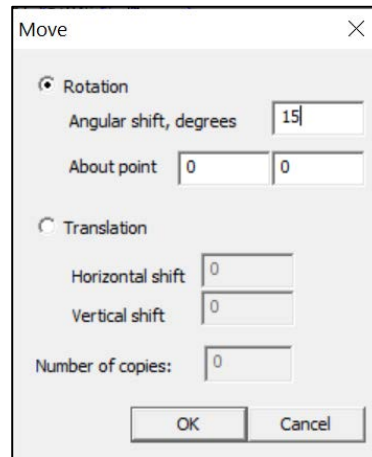 Move
Rotation
Angular shift, degrees 15
About point 0 0
Translation
Horizontal shift 0
Vertical shift 0
Number of copies: 0
OK Cancel